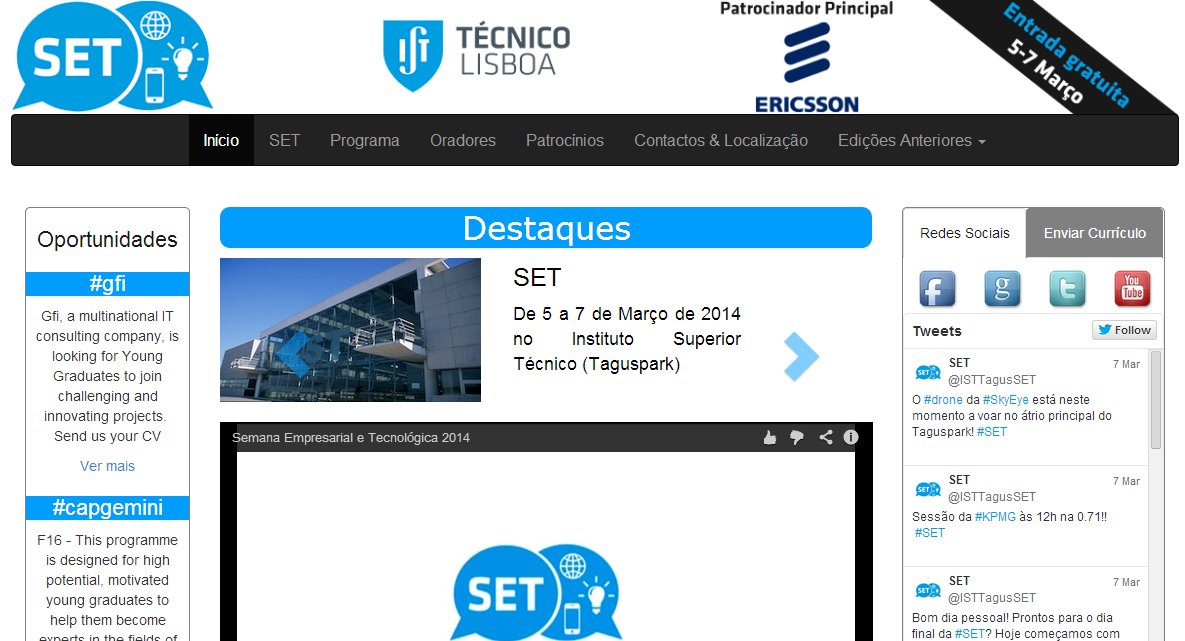 SET
TÉCNICO
LISBOA
Patrocinador Principal
ERICSSON
Entrada gratuita
5-7 Março
Início SET Programa Oradores Patrocínios Contactos & Localização Edições Anteriores
Oportunidades
#gfi
Gfi, a multinational IT
consulting company, is
looking for Young
Graduates to join
challenging and
innovating projects.
Send us your CV
Ver mais
#capgemini
F16 - This programme
is designed for high
potential, motivated
young graduates to
help them become
experts in the fields of
Destaques
SET
De 5 a 7 de Março de 2014
no Instituto Superior
Técnico (Taguspark)
Semana Empresarial e Tecnológica 2014
SET
Redes Sociais Enviar Currículo
You
Tube
Tweets Follow
SET 7 Mar
@ISTTagusSET
O #drone da #SkyEye está neste
momento a voar no átrio principal do
Taguspark! #SET
SET 7 Mar
@ISTTagusSET
Sessão da #KPMG às 12h na 0.71!!
#SET
SET 7 Mar
@ISTTagusSET
Bom dia pessoal! Prontos para o dia
final da #SET? Hoje começamos com